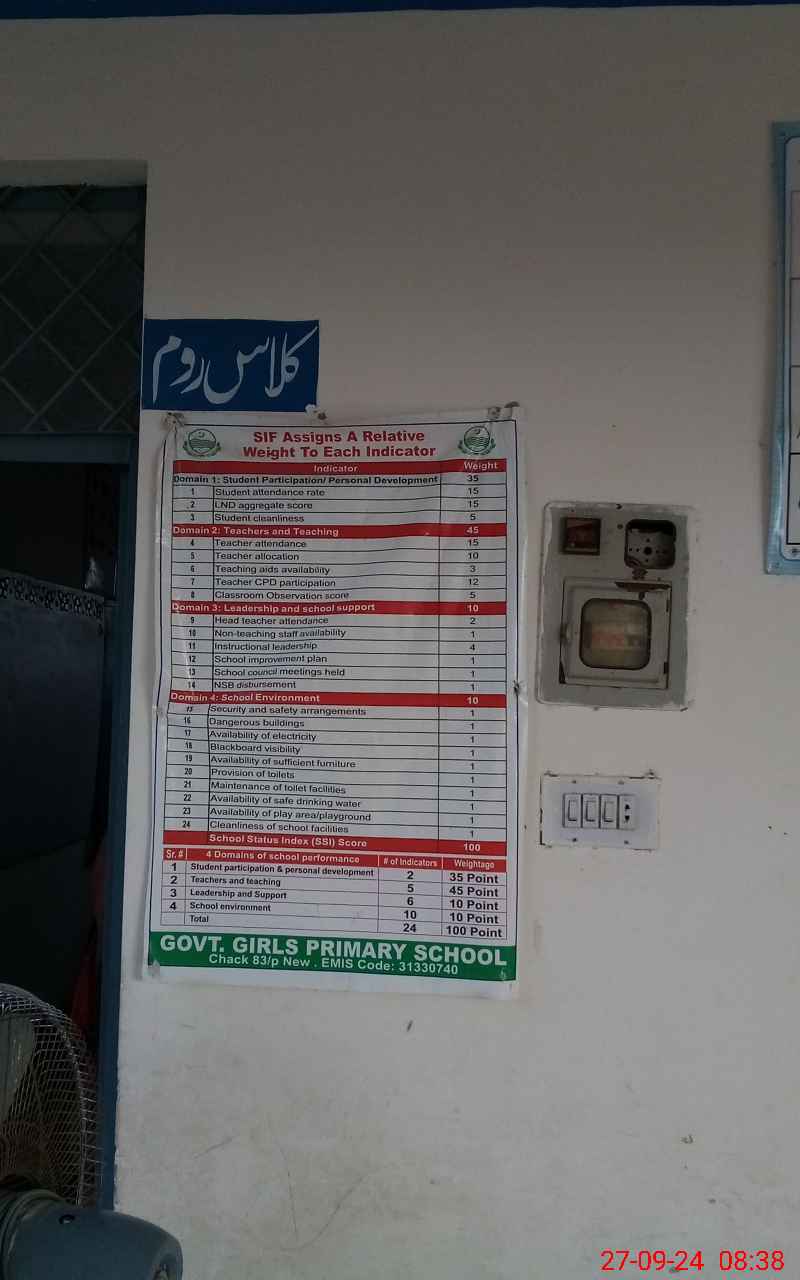 کلاس روم
SIF Assigns A Relative
Weight To Each Indicator
Indicator Weight
Domain 1: Student Participation/ Personal Development 35
1 Student attendance rate 15
2 LND aggregate score 15
3 Student cleanliness 5
Domain 2: Teachers and Teaching 45
4 Teacher attendance 15
5 Teacher allocation 10
6 Teaching aids availability 3
7 Teacher CPD participation 12
8 Classroom Observation score 5
Domain 3: Leadership and school support 10
9 Head teacher attendance 2
10 Non-teaching staff availability 1
11 Instructional leadership 4
12 School improvement plan 1
13 School council meetings held 1
14 NSB disbursement 1
Domain 4: School Environment 10
15 Security and safety arrangements 1
16 Dangerous buildings 1
17 Availability of electricity 1
18 Blackboard visibility 1
19 Availability of sufficient furniture 1
20 Provision of toilets 1
21 Maintenance of toilet facilities 1
22 Availability of safe drinking water 1
23 Availability of play area/playground 1
24 Cleanliness of school facilities 1
School Status Index (SSI) Score 100
Sr. # 4 Domains of school performance # of Indicators Weightage
1 Student participation & personal development 2 35 Point
2 Teachers and teaching 5 45 Point
3 Leadership and Support 6 10 Point
4 School environment 10 10 Point
Total 24 100 Point
GOVT. GIRLS PRIMARY SCHOOL
Chack 83/p New . EMIS Code: 31330740
27-09-24 08:38